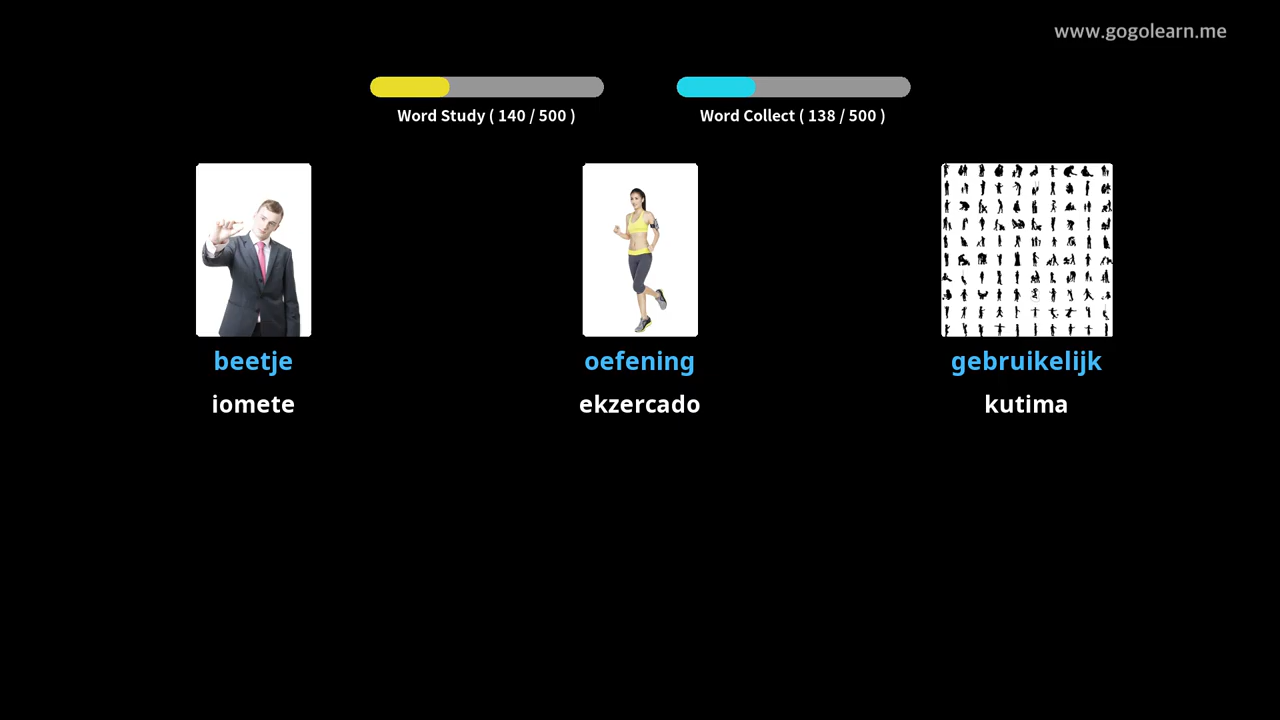 www.gogolearn.me
Word Study ( 140 / 500 )
Word Collect ( 138 / 500 )
beetje
oefening
gebruikelijk
iomete
ekzercado
kutima